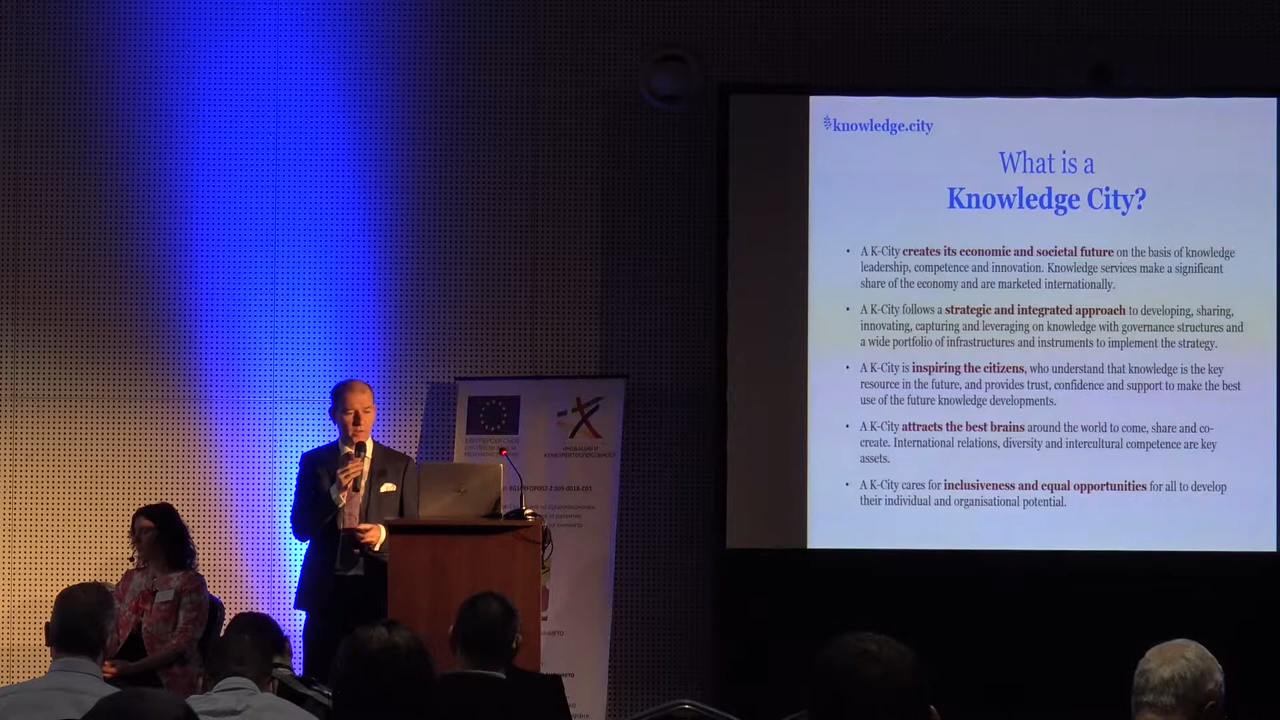 knowledge.city
What is a
Knowledge City?
• A K-City creates its economic and societal future on the basis of knowledge
leadership, competence and innovation. Knowledge services make a significant
share of the economy and are marketed internationally.
• A K-City follows a strategic and integrated approach to developing, sharing,
innovating, capturing and leveraging on knowledge with governance structures and
a wide portfolio of infrastructures and instruments to implement the strategy.
• A K-City is inspiring the citizens, who understand that knowledge is the key
resource in the future, and provides trust, confidence and support to make the best
use of the future knowledge developments.
• A K-City attracts the best brains around the world to come, share and co-
create. International relations, diversity and intercultural competence are key
assets.
• A K-City cares for inclusiveness and equal opportunities for all to develop
their individual and organisational potential.
ЕВРОПЕЙСКИ СЪЮЗ
ИНОВАЦИИ И
КОНКУРЕНТОСПОСОБНОСТ